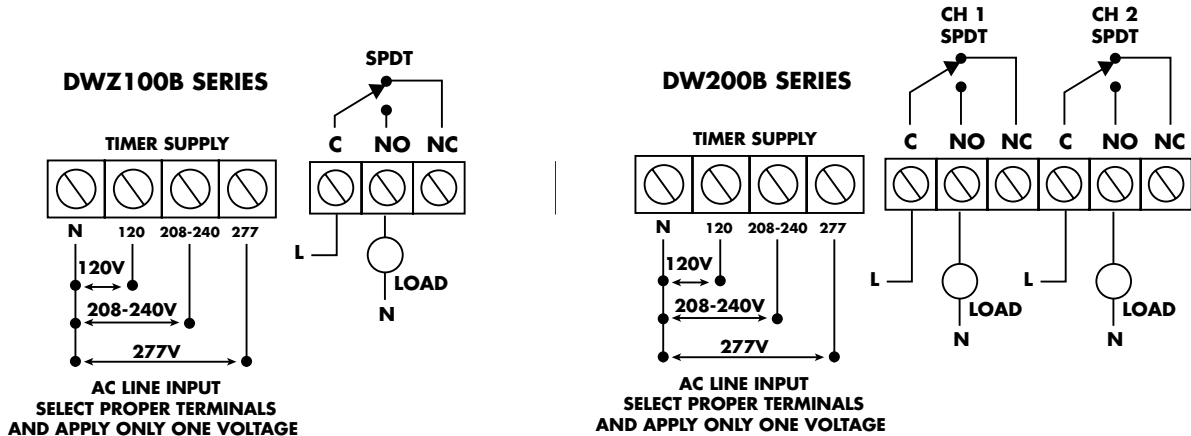 DWZ100B SERIES
SPDT
TIMER SUPPLY
C NO NC
N 120 208-240 277
120V
208-240V
277V
L
LOAD
N
AC LINE INPUT
SELECT PROPER TERMINALS
AND APPLY ONLY ONE VOLTAGE
DW200B SERIES
CH 1
SPDT
CH 2
SPDT
TIMER SUPPLY
C NO NC C NO NC
N 120 208-240 277
120V
208-240V
277V
L
LOAD
N
L
LOAD
N
AC LINE INPUT
SELECT PROPER TERMINALS
AND APPLY ONLY ONE VOLTAGE